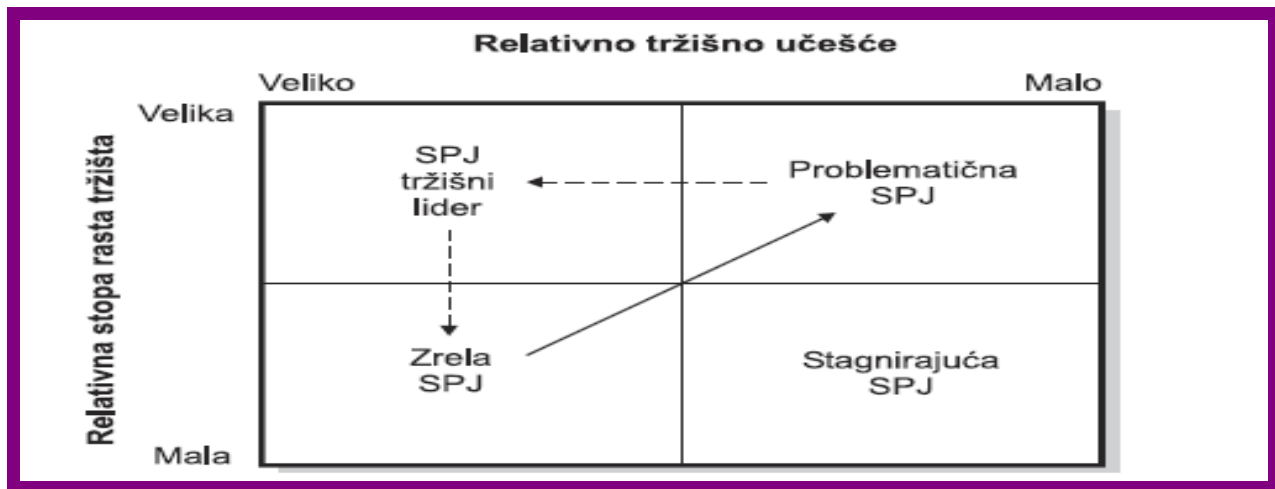 Relativno tržišno učešće
Veliko
Malo
Velika
Relativna stopa rasta tržišta
SPJ
tržišni
lider
Problematična
SPJ
Zrela
SPJ
Stagnirajuća
SPJ
Mala